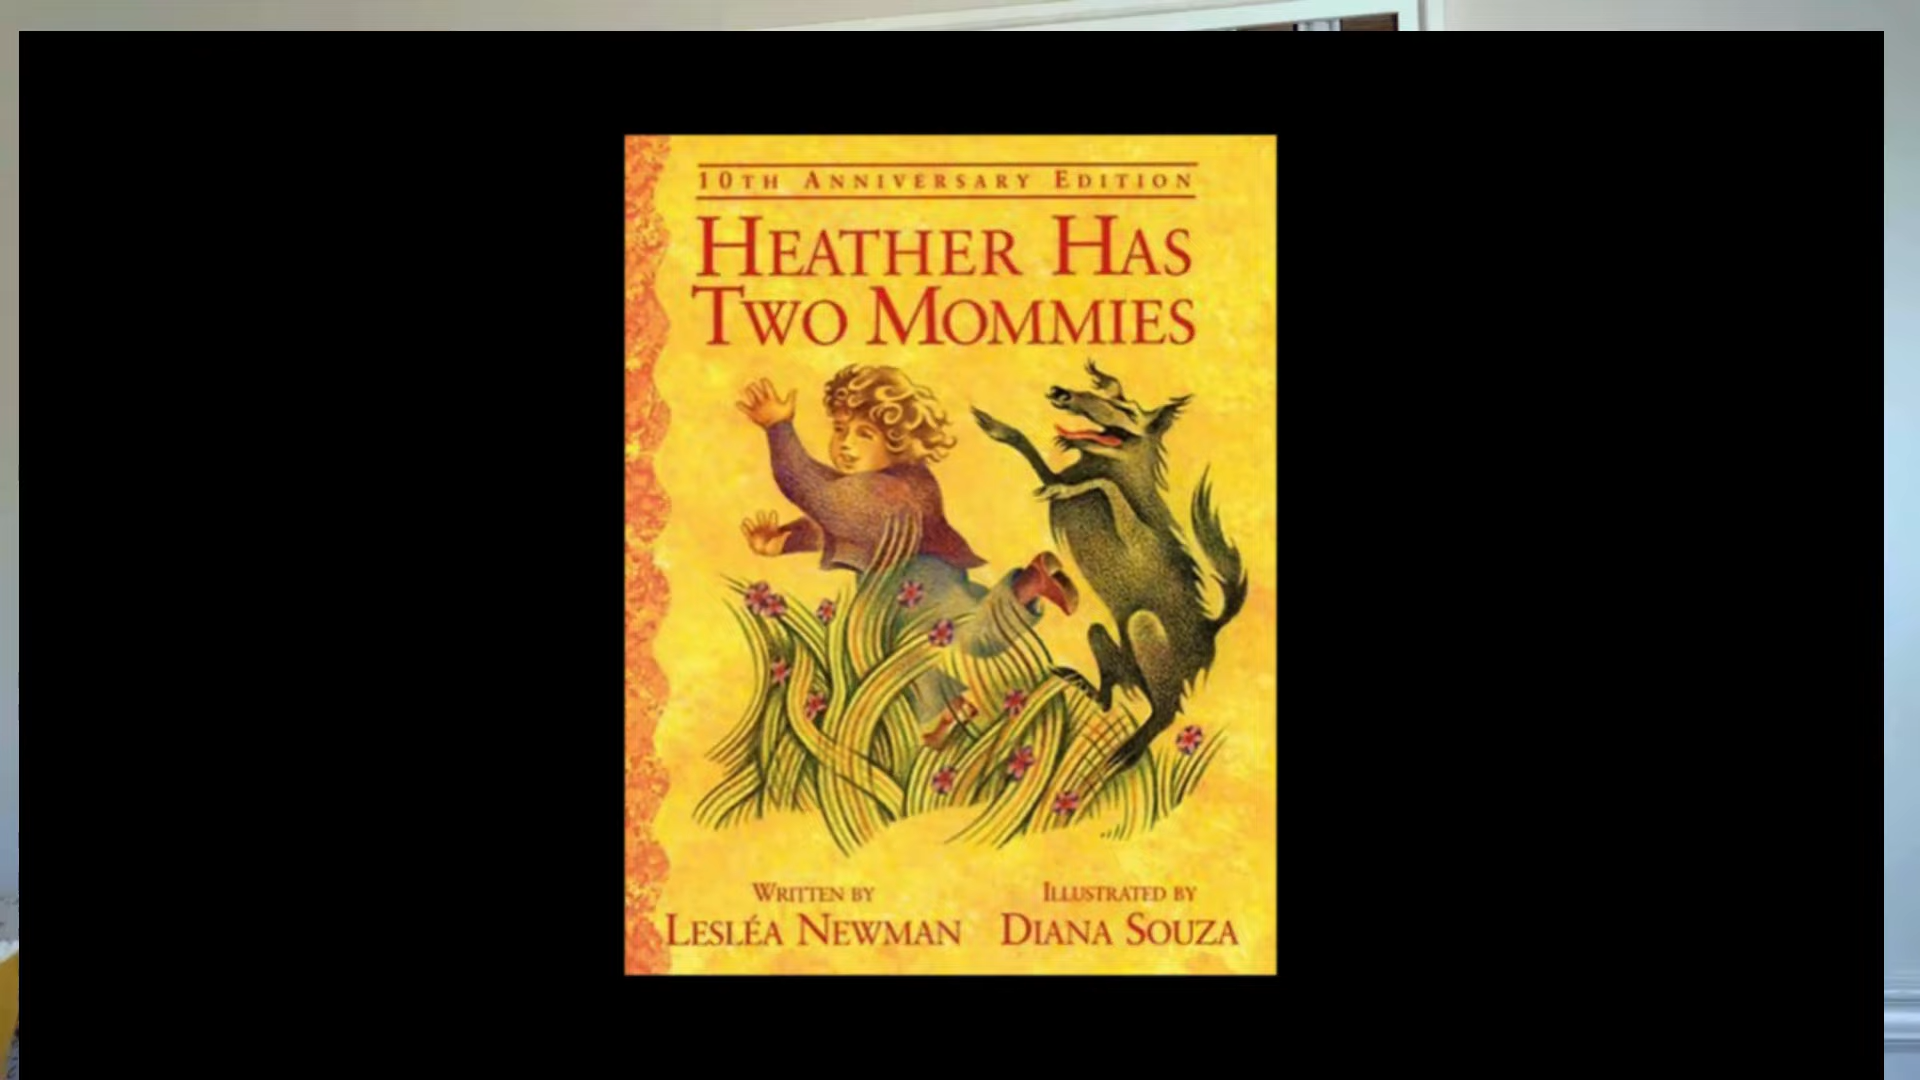 10TH ANNIVERSARY EDITION
HEATHER HAS
TWO MOMMIES
WRITTEN BY
LESLÉA NEWMAN
ILLUSTRATED BY
DIANA SOUZA